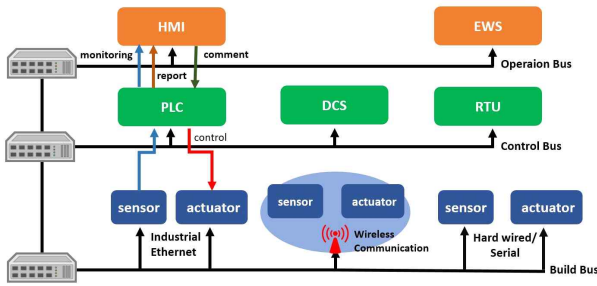 HMI
EWS
monitoring
comment
report
Operaion Bus
PLC
DCS
RTU
control
Control Bus
sensor
actuator
sensor
actuator
sensor
actuator
Industrial
Ethernet
Wireless
Communication
Hard wired/
Serial
Build Bus